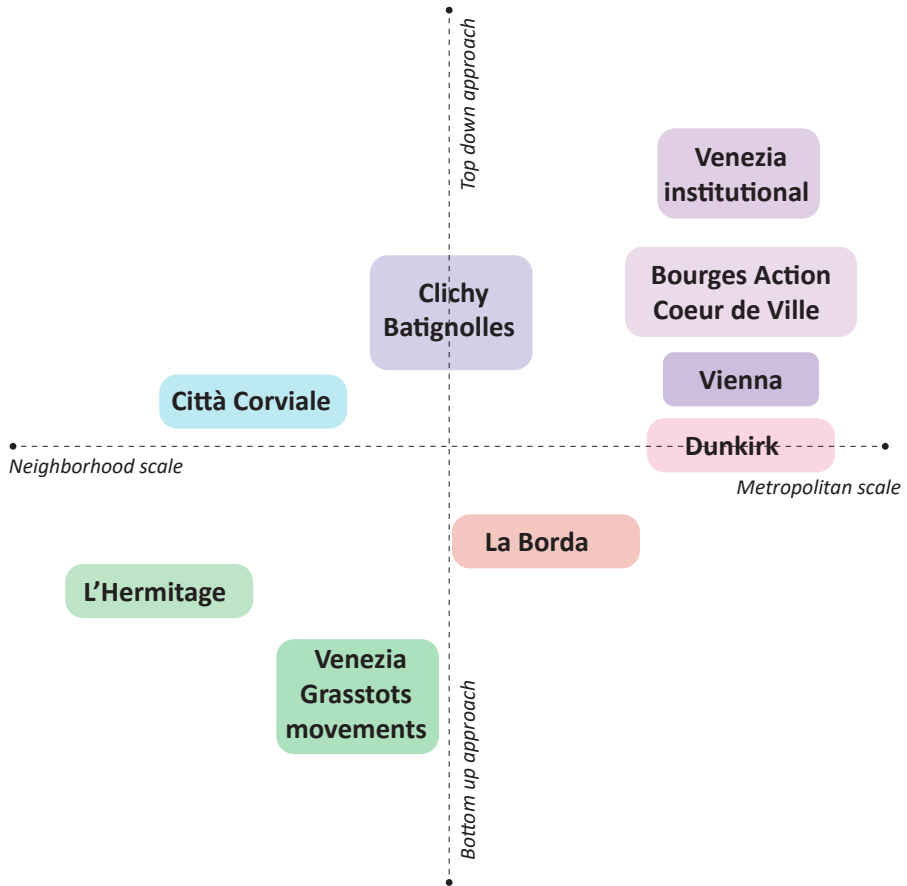 Top down approach
Venezia
institutional
Bourges Action
Coeur de Ville
Clichy
Batignolles
Vienna
Città Corviale
Dunkirk
Neighborhood scale
Metropolitan scale
La Borda
L’Hermitage
Venezia
Grasstots
movements
Bottom up approach